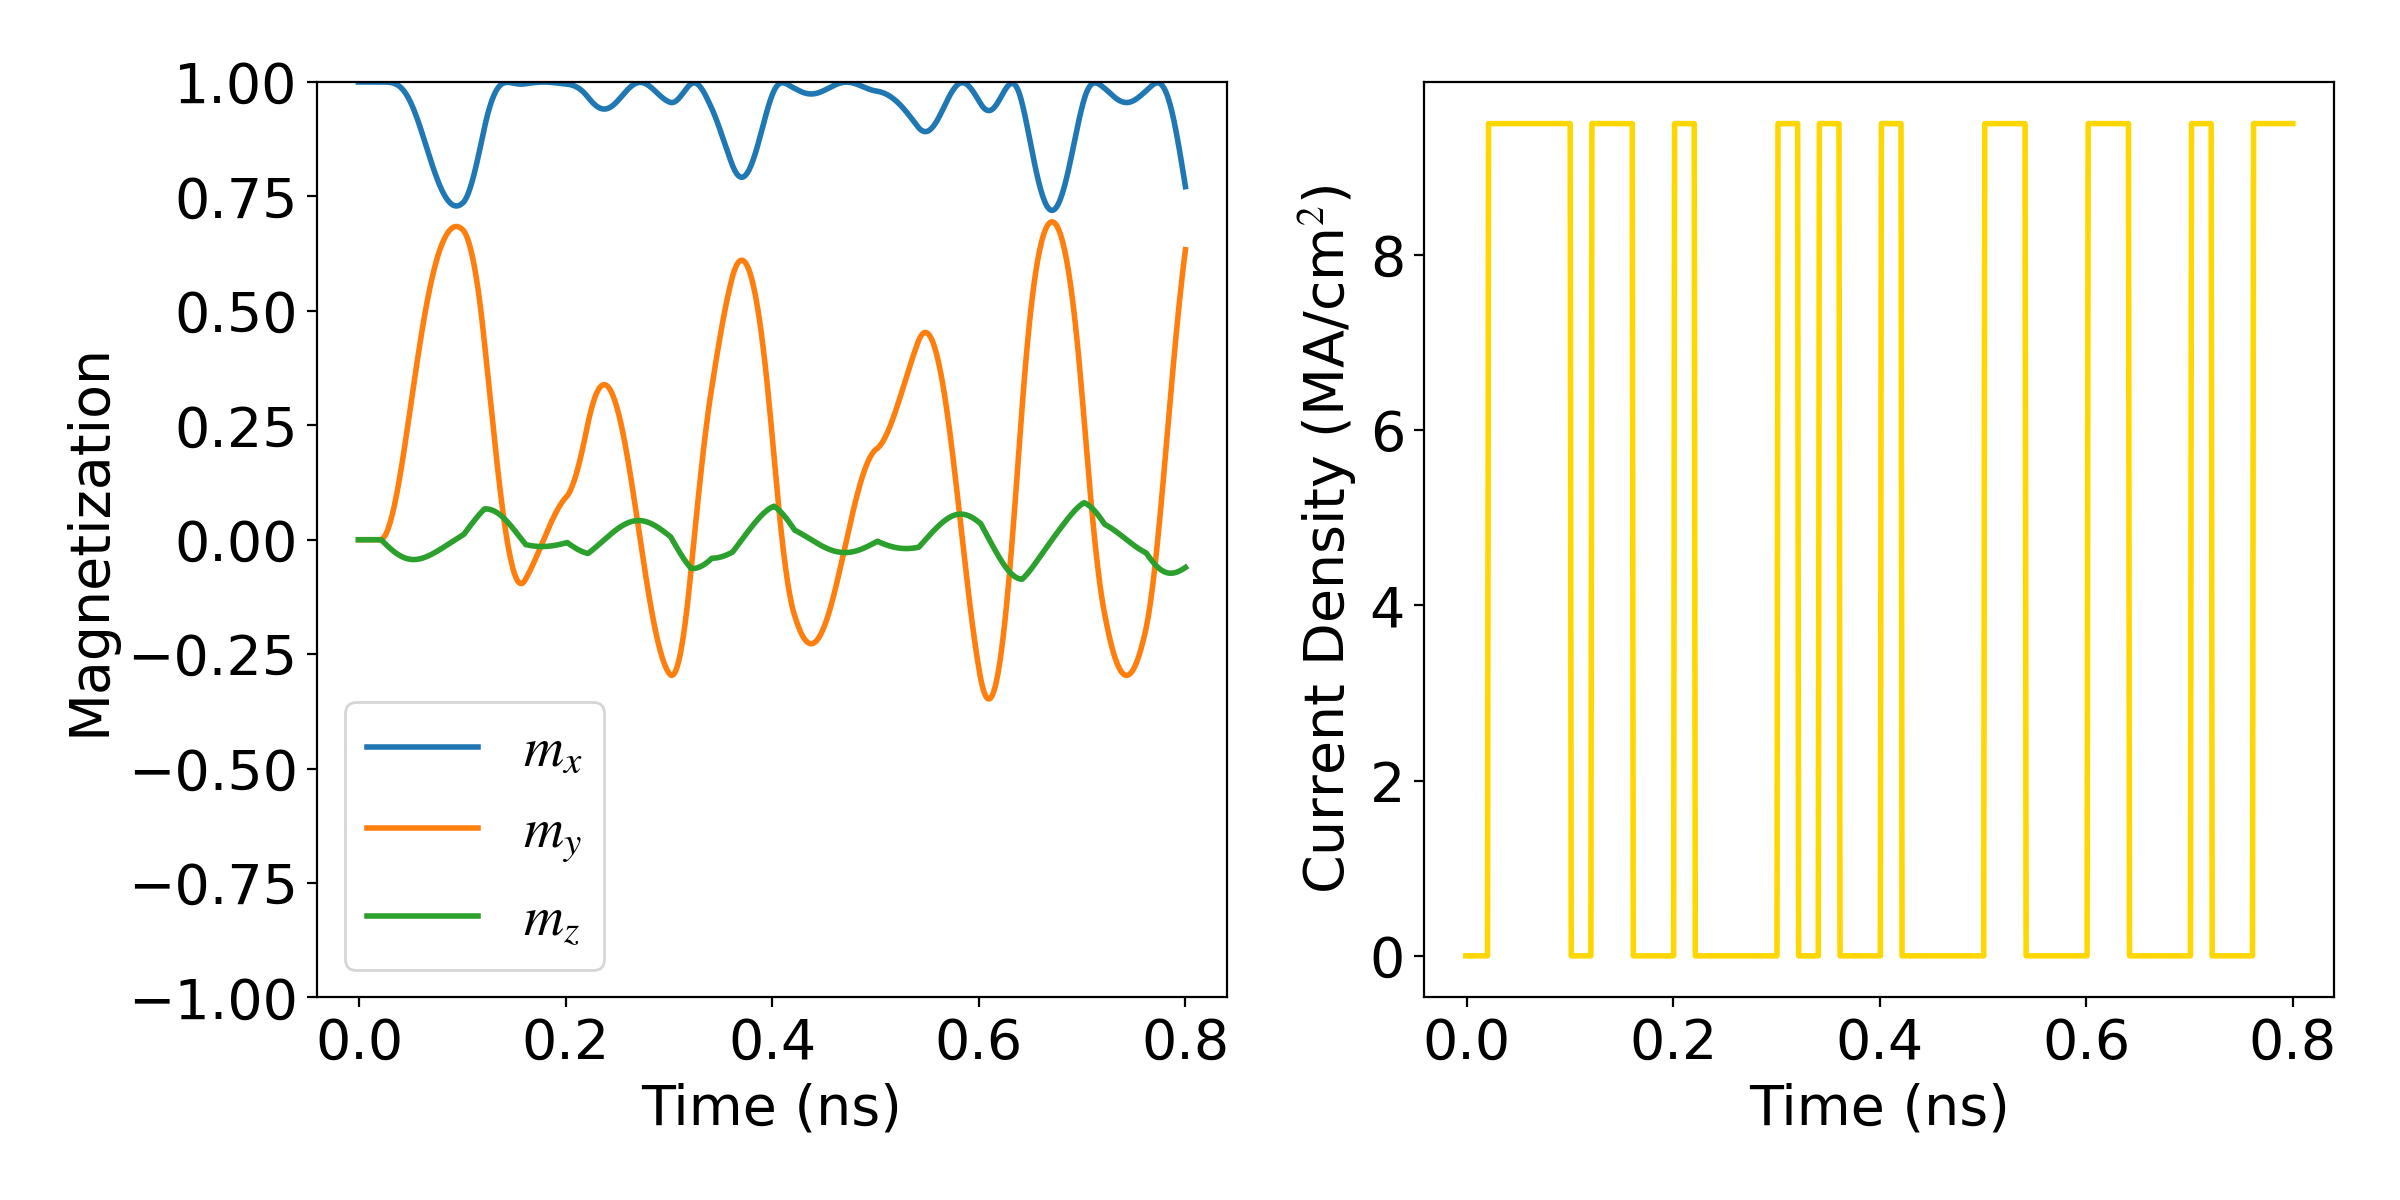 Magnetization
1.00
0.75
0.50
0.25
0.00
−0.25
−0.50
−0.75
−1.00
0.0 0.2 0.4 0.6 0.8
Time (ns)
m_x
m_y
m_z
Current Density (MA/cm²)
8
6
4
2
0
0.0 0.2 0.4 0.6 0.8
Time (ns)